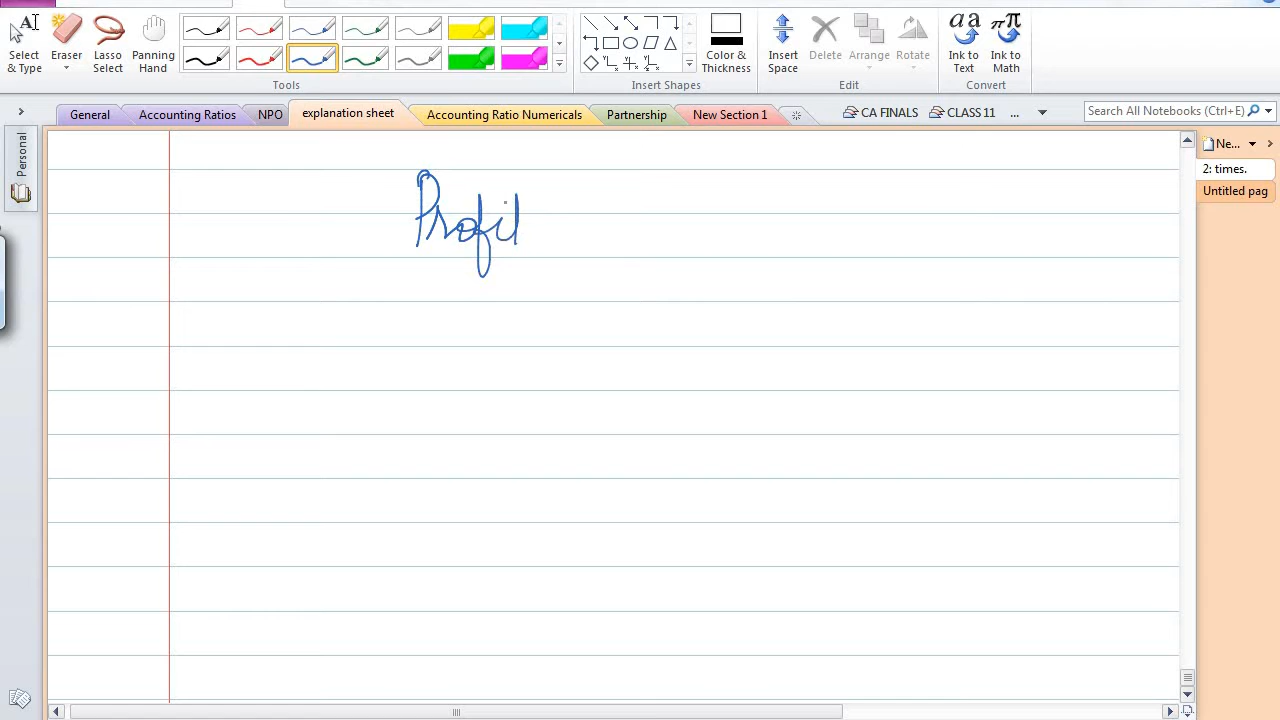 Select & Type
Eraser
Lasso Select
Panning Hand
Color & Thickness
Insert Space
Delete
Arrange
Rotate
Ink to Text
Ink to Math
Tools
Insert Shapes
Edit
Convert
General
Accounting Ratios
NPO
explanation sheet
Accounting Ratio Numericals
Partnership
New Section 1
CA FINALS
CLASS 11
...
Search All Notebooks (Ctrl+E)
Personal
Ne...
2: times.
Untitled pag
Profil